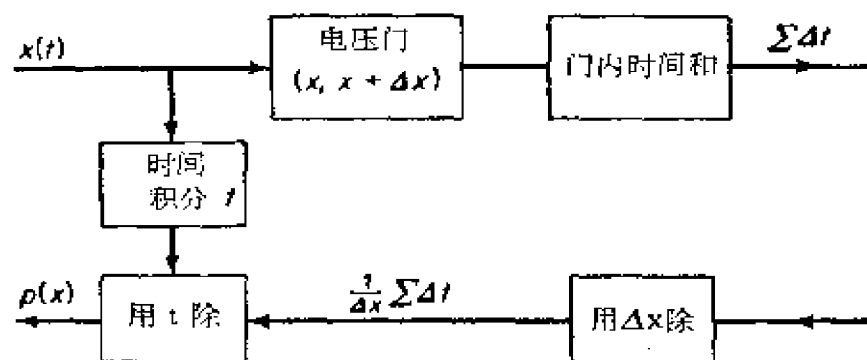 x(t)
电压门
(x, x + Δx)
门内时间和
ΣΔt
时间
积分 t
p(x)
用 t 除
1/Δx ΣΔt
用Δx除